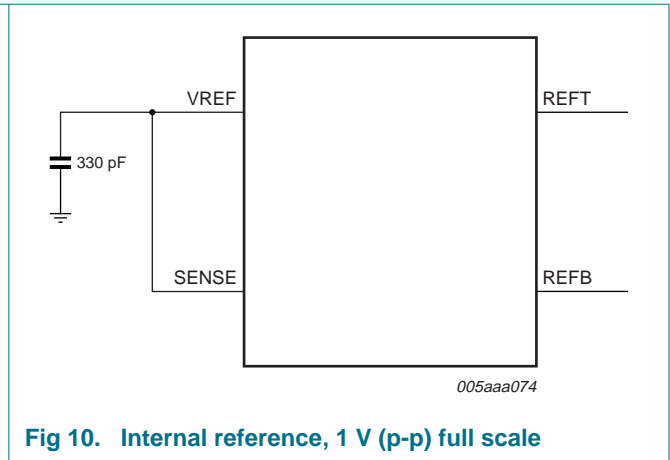 VREF
REFT
330 pF
SENSE
REFB
005aaa074
Fig 10. Internal reference, 1 V (p-p) full scale